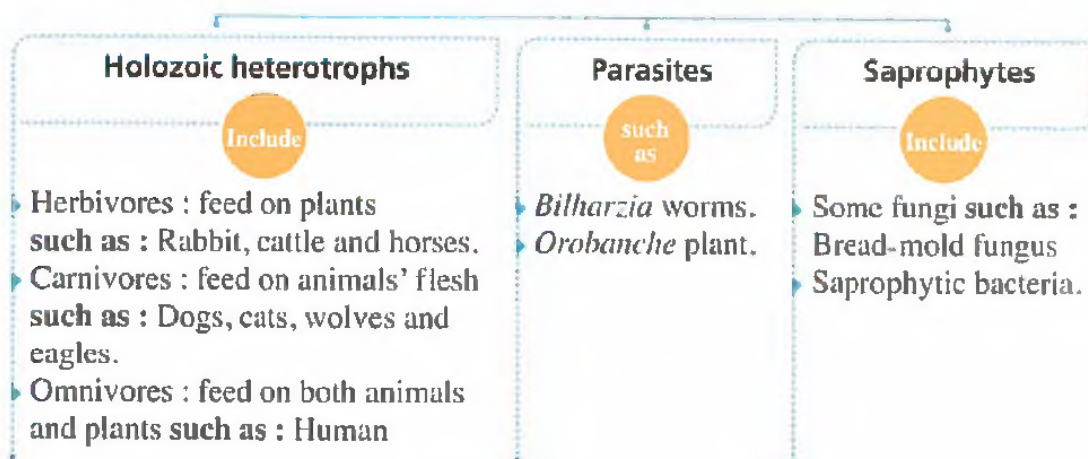 Holozoic heterotrophs
Include
Herbivores : feed on plants
such as : Rabbit, cattle and horses.
Carnivores : feed on animals' flesh
such as : Dogs, cats, wolves and
eagles.
Omnivores : feed on both animals
and plants such as : Human
Parasites
such
as
Bilharzia worms.
Orobanche plant.
Saprophytes
Include
Some fungi such as :
Bread-mold fungus
Saprophytic bacteria.